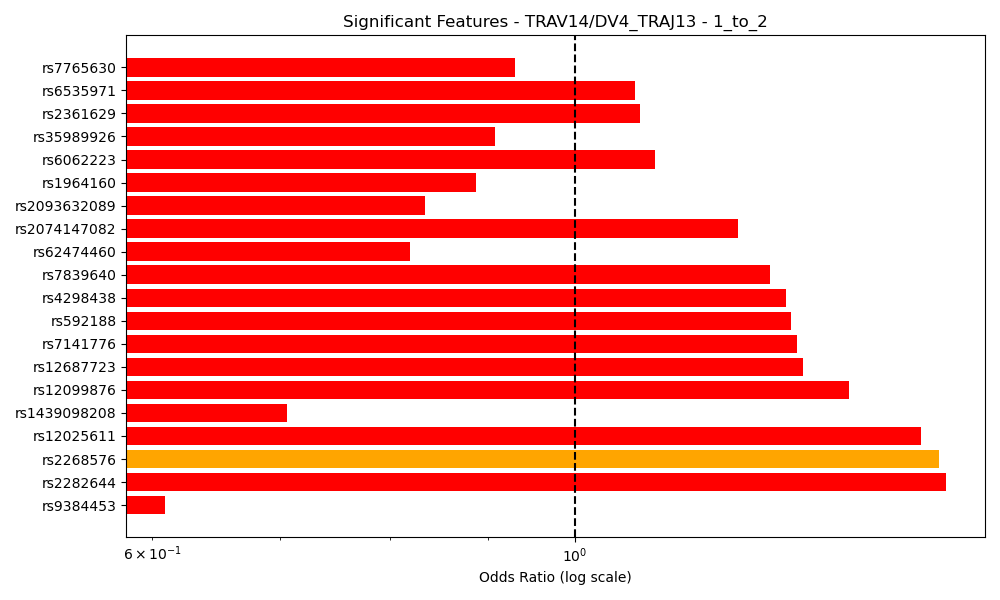 Significant Features - TRAV14/DV4_TRAJ13 - 1_to_2
rs7765630
rs6535971
rs2361629
rs35989926
rs6062223
rs1964160
rs2093632089
rs2074147082
rs62474460
rs7839640
rs4298438
rs592188
rs7141776
rs12687723
rs12099876
rs1439098208
rs12025611
rs2268576
rs2282644
rs9384453
6 × 10⁻¹ 10⁰
Odds Ratio (log scale)